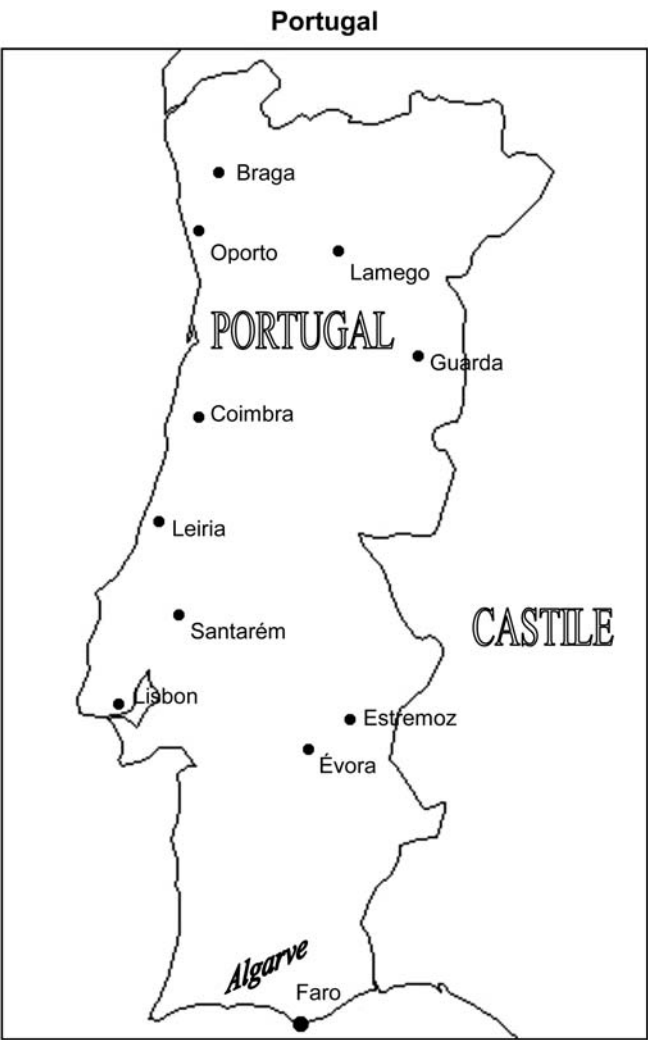 Portugal
Braga
Oporto
Lamego
PORTUGAL
Guarda
Coimbra
Leiria
CASTILE
Santarém
Lisbon
Estremoz
Évora
Algarve
Faro